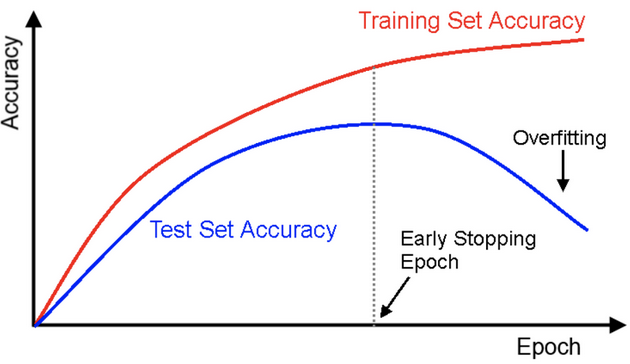 Training Set Accuracy
Accuracy
Overfitting
Test Set Accuracy
Early Stopping
Epoch
Epoch